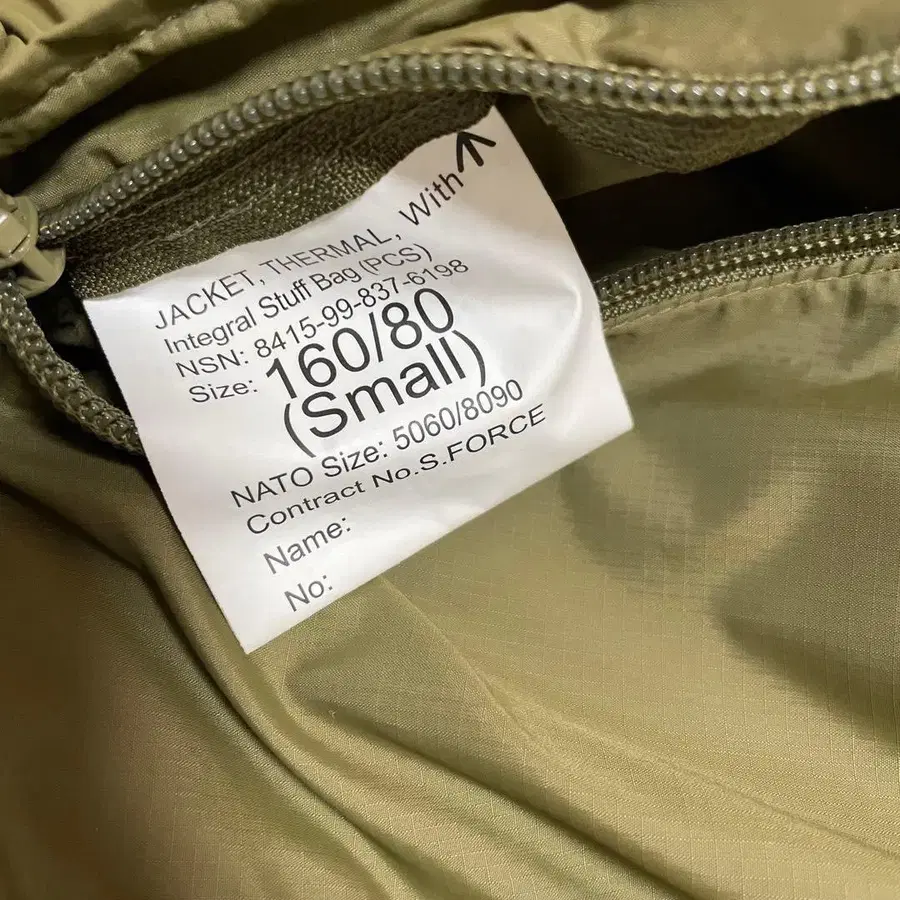 JACKET, THERMAL, With
Integral Stuff Bag (PCS)
NSN: 8415-99-837-6198
Size: 160/80
(Small)
NATO Size: 5060/8090
Contract No.S.FORCE
Name:
No: